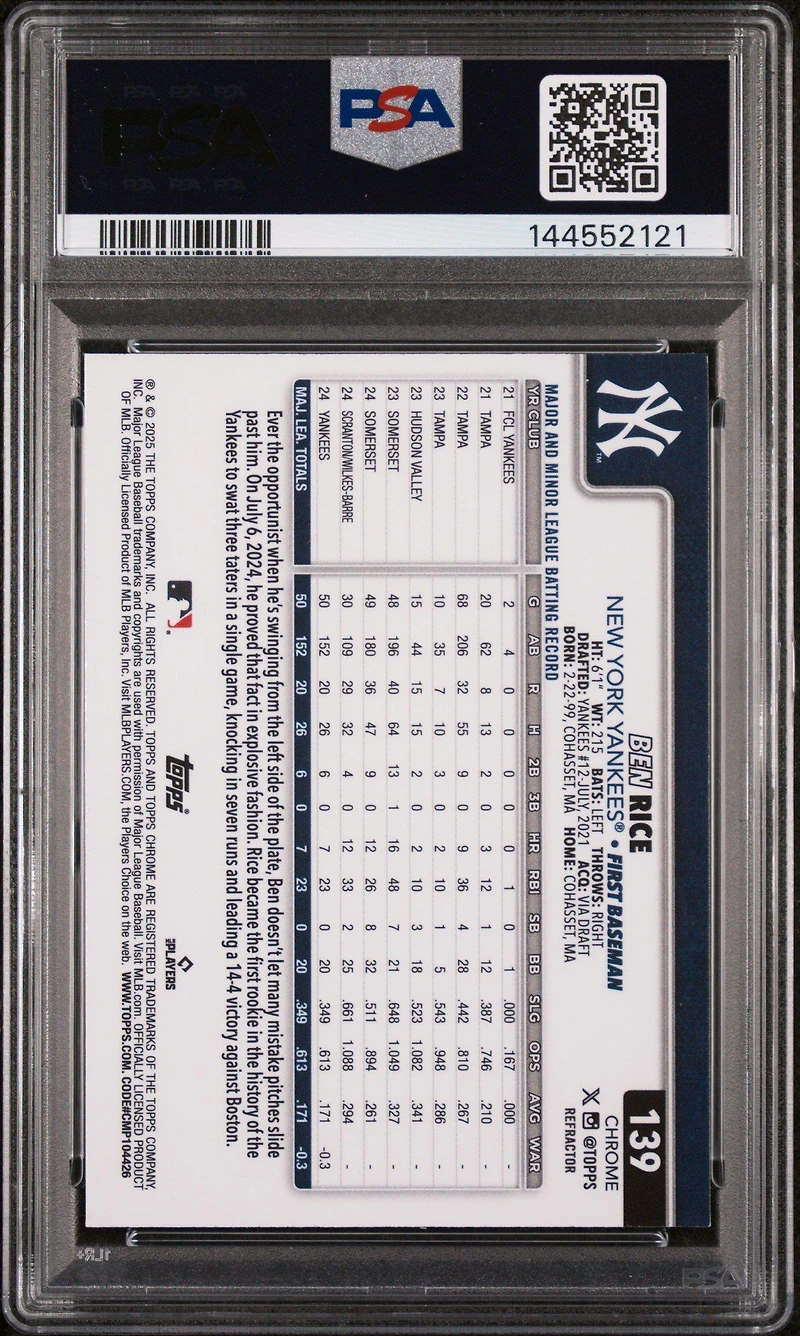 PSA PSA PSA
PSA
PSA PSA PSA
PSA
144552121
139
CHROME
𝕏 @TOPPS
REFRACTOR
BEN RICE
NEW YORK YANKEES® • FIRST BASEMAN
HT: 6'1" WT: 215 BATS: LEFT THROWS: RIGHT
DRAFTED: YANKEES #12-JULY, 2021 ACQ: VIA DRAFT
BORN: 2-22-99, COHASSET, MA HOME: COHASSET, MA
NY
TM
MAJOR AND MINOR LEAGUE BATTING RECORD
YR CLUB G AB R H 2B 3B HR RBI SB BB SLG OPS AVG WAR
21 FCL YANKEES 2 4 0 0 0 0 0 1 0 1 .000 .167 .000 -
21 TAMPA 20 62 8 13 2 0 3 12 1 12 .387 .746 .210 -
22 TAMPA 68 206 32 55 9 0 9 36 4 28 .442 .810 .267 -
23 TAMPA 10 35 7 10 3 0 2 10 1 5 .543 .948 .286 -
23 HUDSON VALLEY 15 44 15 15 2 0 2 10 3 18 .523 1.082 .341 -
23 SOMERSET 48 196 40 64 13 1 16 48 7 21 .648 1.049 .327 -
24 SOMERSET 49 180 36 47 9 0 12 26 8 32 .511 .894 .261 -
24 SCRANTON/WILKES-BARRE 30 109 29 32 4 0 12 33 2 25 .661 1.088 .294 -
24 YANKEES 50 152 20 26 6 0 7 23 0 20 .349 .613 .171 -0.3
MAJ. LEA. TOTALS 50 152 20 26 6 0 7 23 0 20 .349 .613 .171 -0.3
Ever the opportunist when he's swinging from the left side of the plate, Ben doesn't let many mistake pitches slide
past him. On July 6, 2024, he proved that fact in explosive fashion. Rice became the first rookie in the history of the
Yankees to swat three taters in a single game, knocking in seven runs and leading a 14-4 victory against Boston.
topps®
MLB PLAYERS
® & © 2025 THE TOPPS COMPANY, INC. ALL RIGHTS RESERVED. TOPPS AND TOPPS CHROME ARE REGISTERED TRADEMARKS OF THE TOPPS COMPANY,
INC. Major League Baseball trademarks and copyrights are used with permission of Major League Baseball. Visit MLB.com. OFFICIALLY LICENSED PRODUCT
OF MLB. Officially Licensed Product of MLB Players, Inc. Visit MLBPLAYERS.COM, the Players Choice on the web. WWW.TOPPS.COM. CODE#CMP104426
1LR+
PSA